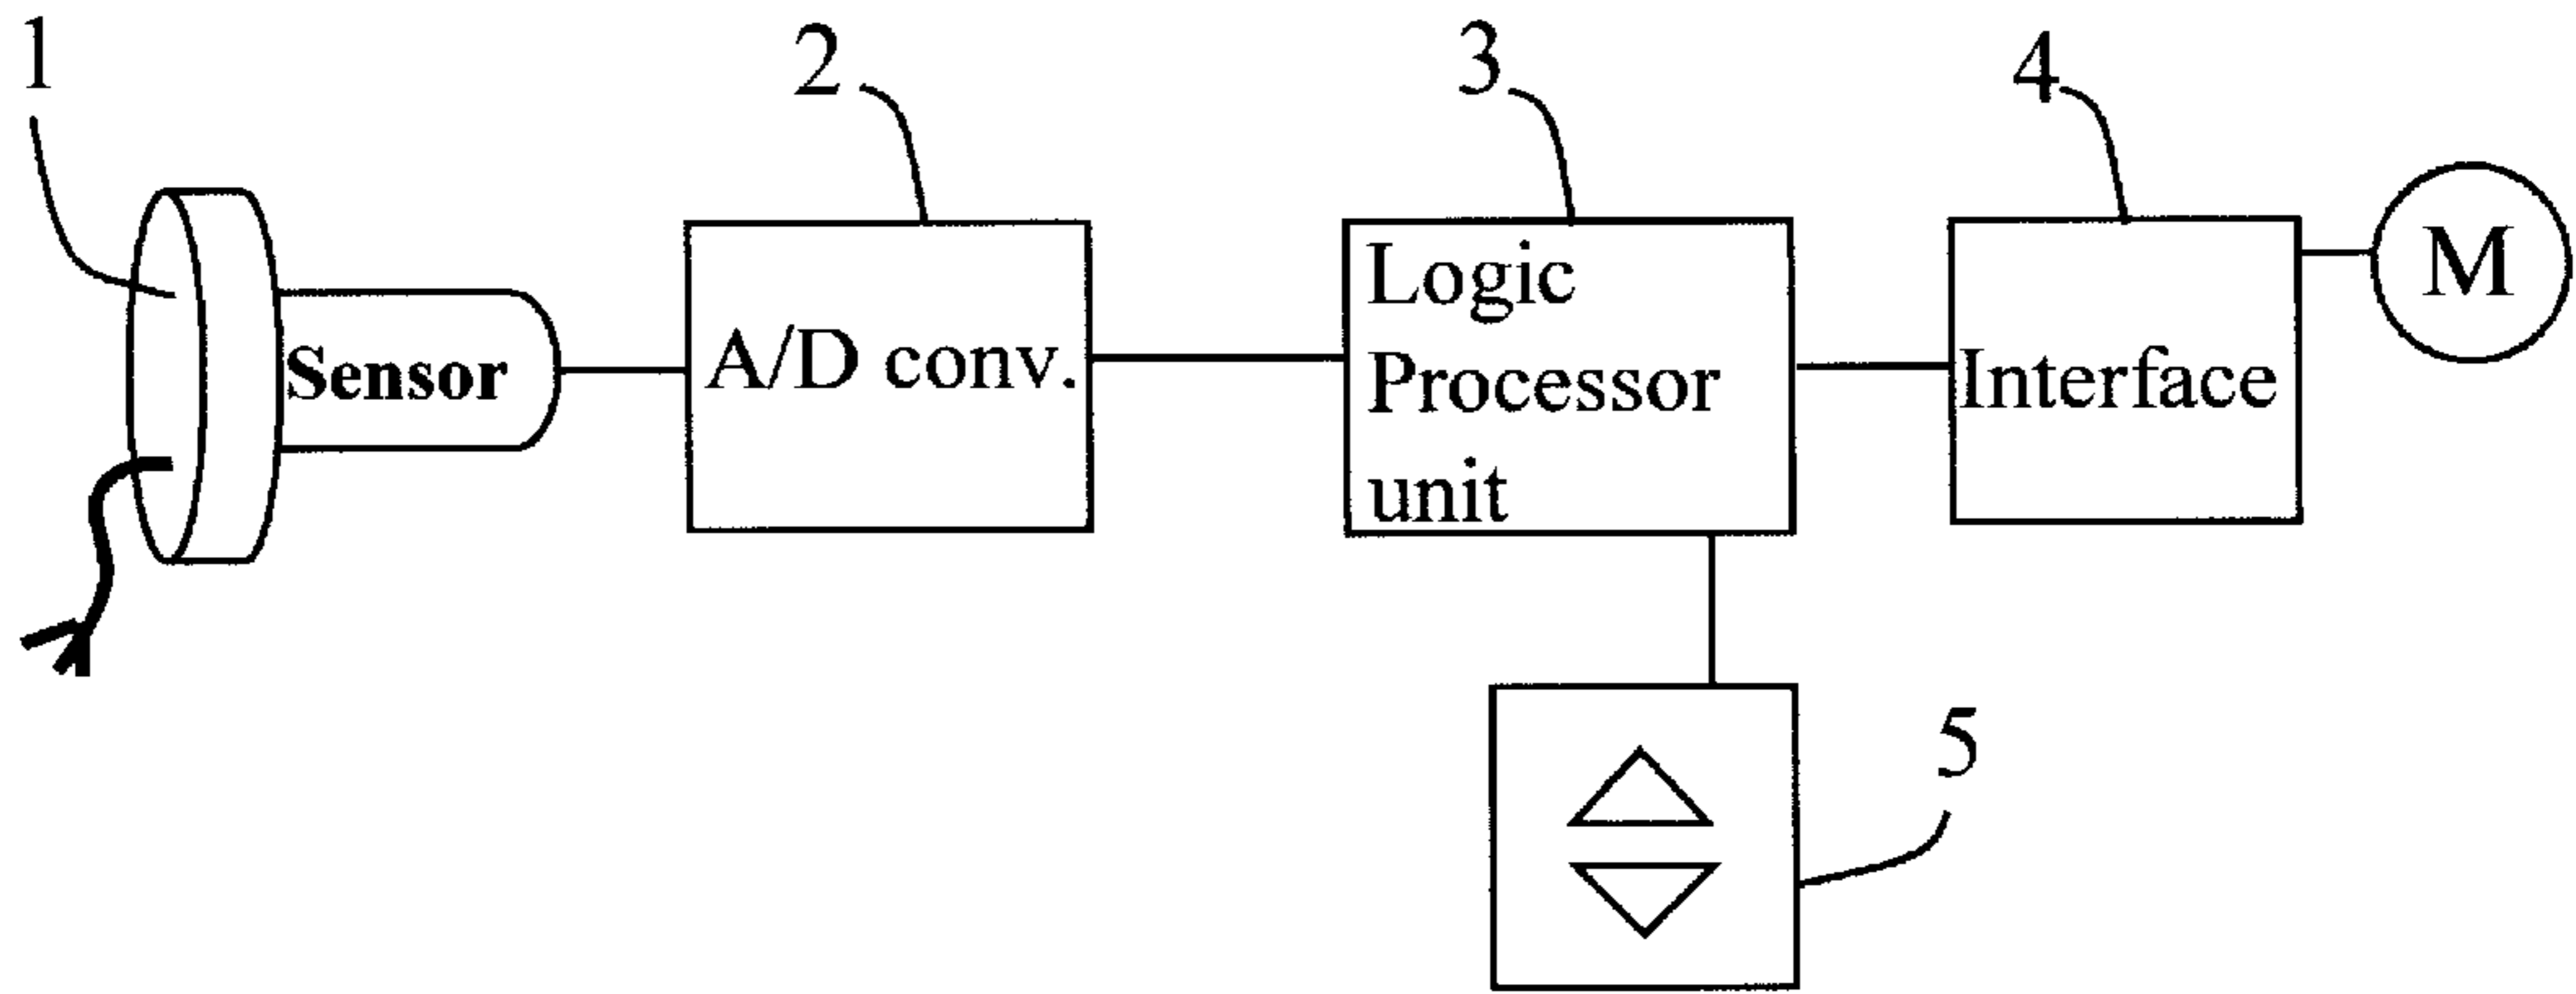 1
2
3
4
Sensor
A/D conv.
Logic
Processor
unit
Interface
M
5